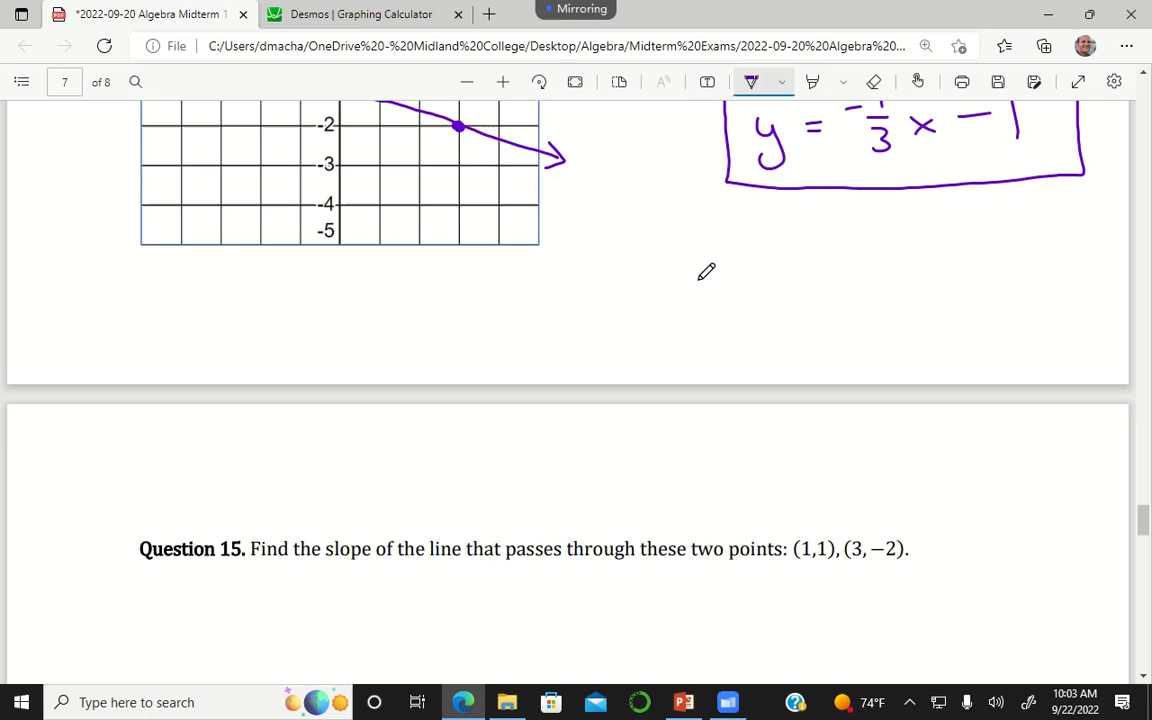 Mirroring
*2022-09-20 Algebra Midterm 1
Desmos | Graphing Calculator
File
C:/Users/dmacha/OneDrive%20-%20Midland%20College/Desktop/Algebra/Midterm%20Exams/2022-09-20%20Algebra%20...
7
of 8
-2
-3
-4
-5
y = -1/3 x - 1
Question 15. Find the slope of the line that passes through these two points: (1,1), (3, −2).
Type here to search
74°F
10:03 AM
9/22/2022